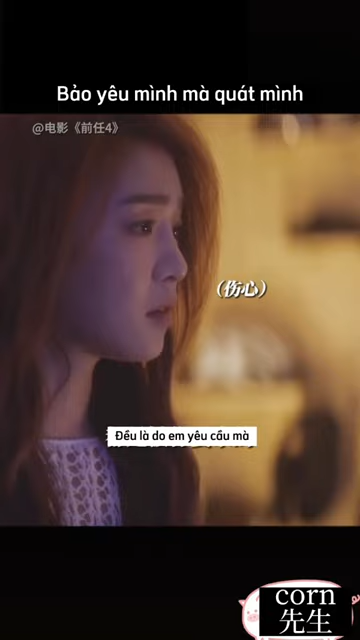 Bảo yêu mình mà quát mình
@电影《前任4》
(伤心)
Đều là do em yêu cầu mà
corn
先生